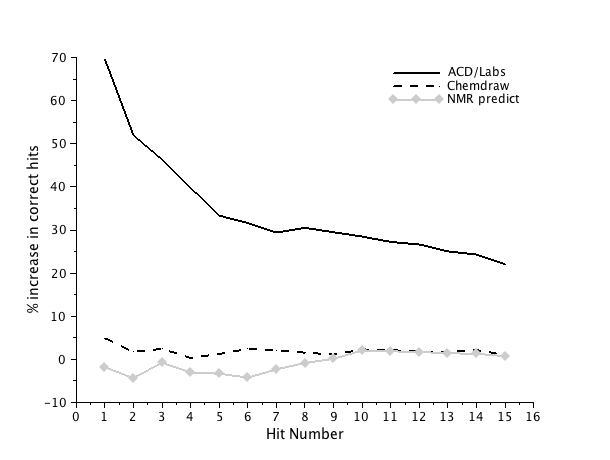 70
60
50
40
30
20
10
0
-10
% increase in correct hits
ACD/Labs
Chemdraw
NMR predict
0 1 2 3 4 5 6 7 8 9 10 11 12 13 14 15 16
Hit Number